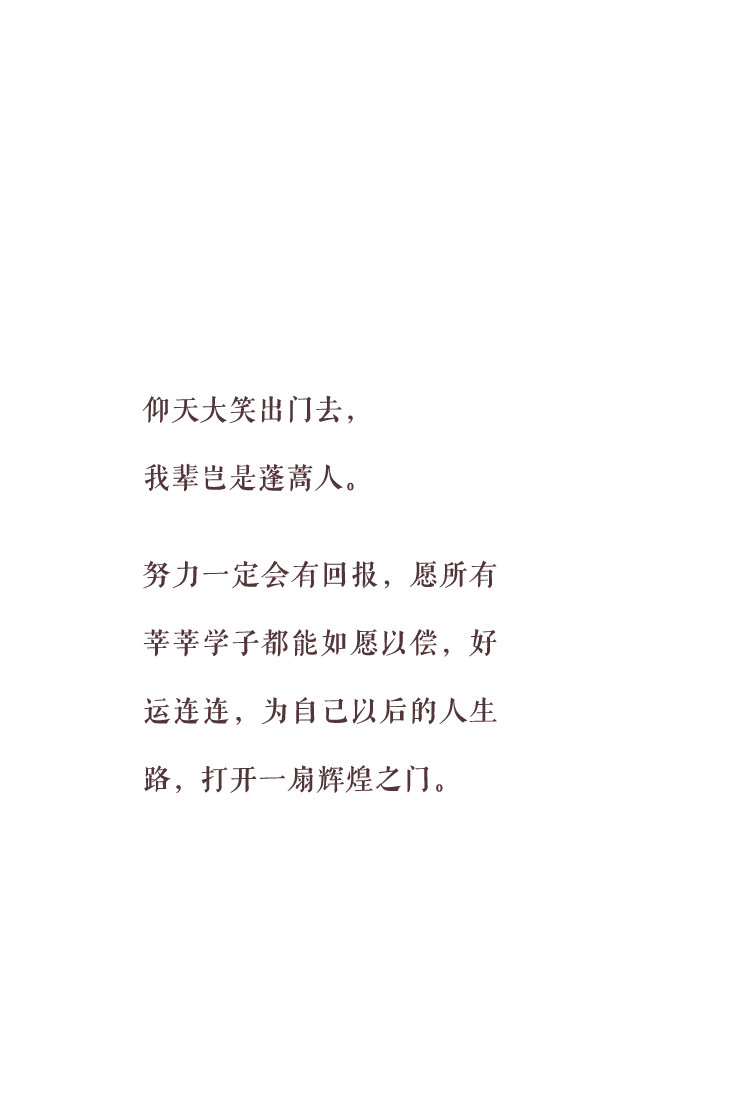 仰天大笑出门去，
我辈岂是蓬蒿人。
努力一定会有回报，愿所有
莘莘学子都能如愿以偿，好
运连连，为自己以后的人生
路，打开一扇辉煌之门。